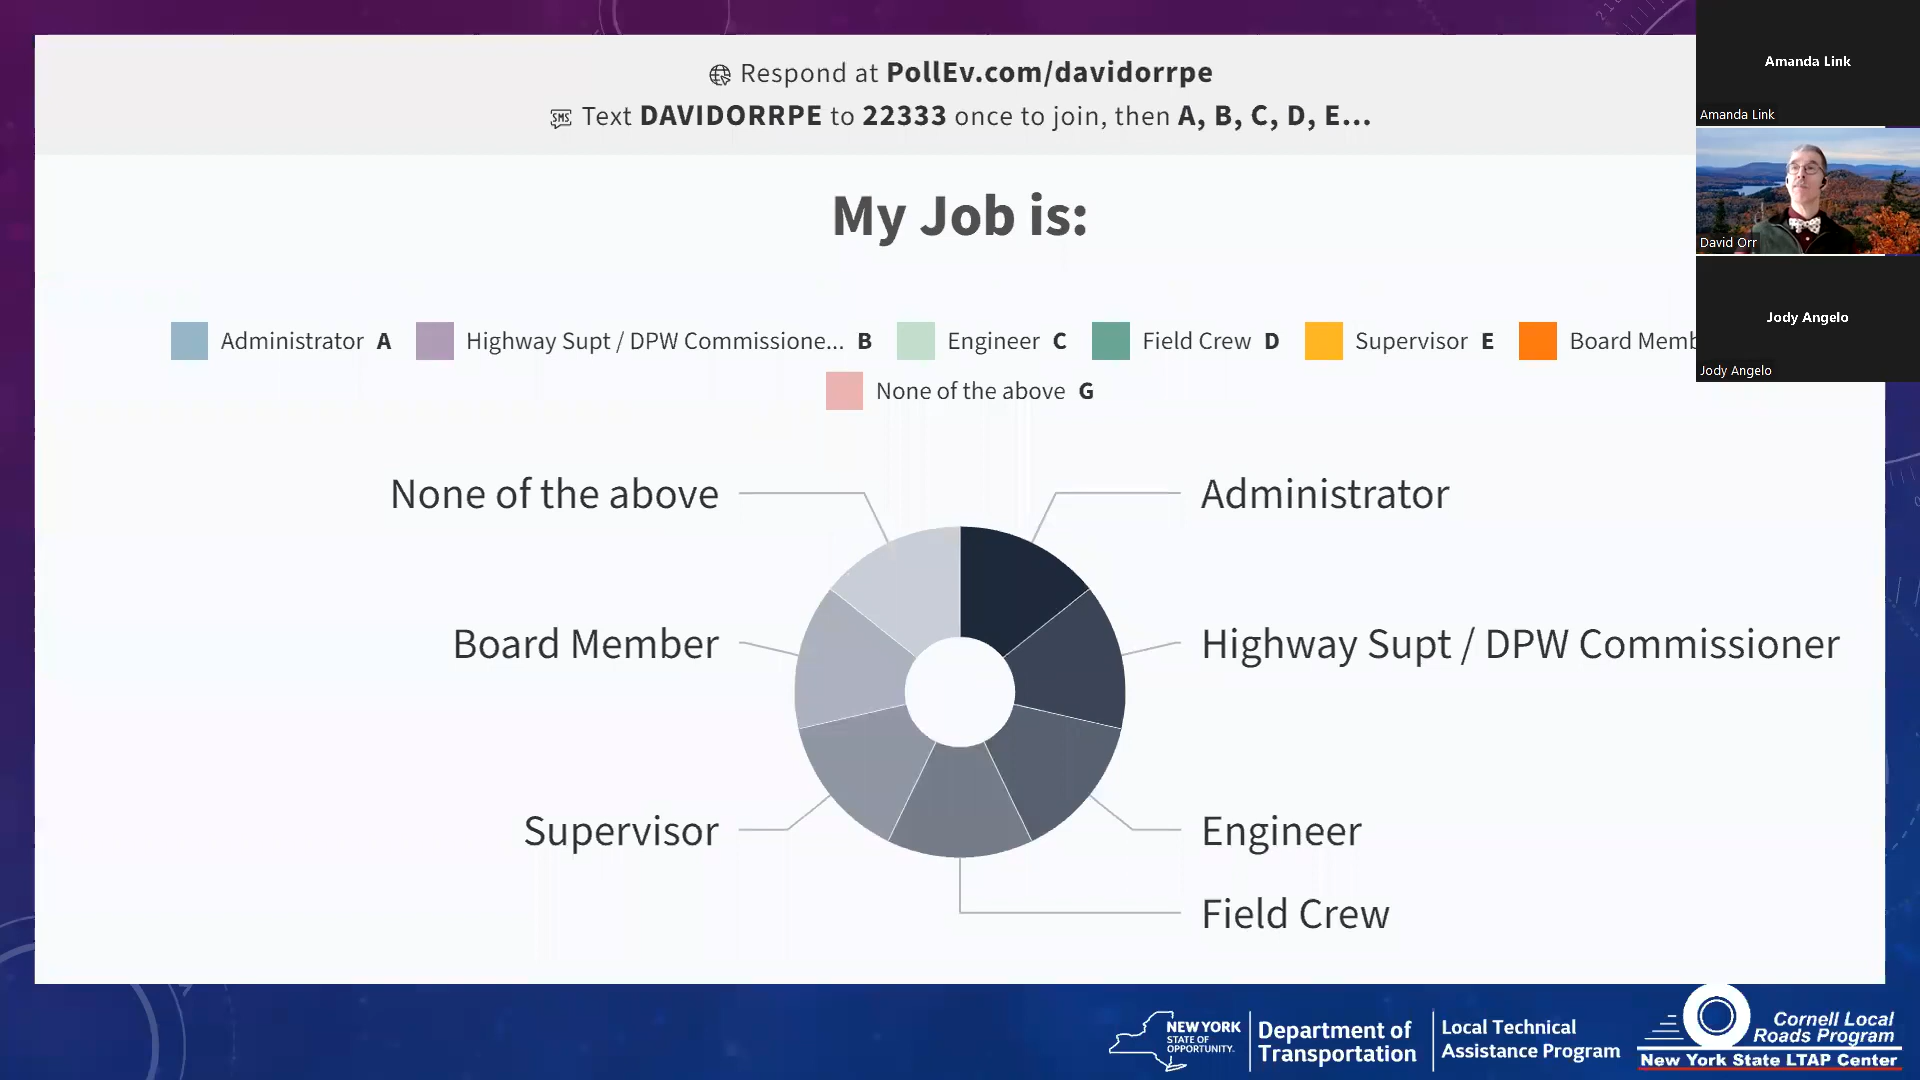 Respond at PollEv.com/davidorrpe
SMS Text DAVIDORRPE to 22333 once to join, then A, B, C, D, E...
My Job is:
Administrator A Highway Supt / DPW Commissione... B Engineer C Field Crew D Supervisor E Board Memb
None of the above G
None of the above
Administrator
Board Member
Highway Supt / DPW Commissioner
Supervisor
Engineer
Field Crew
Amanda Link
Amanda Link
David Orr
Jody Angelo
Jody Angelo
NEW YORK
STATE OF
OPPORTUNITY.
Department of
Transportation
Local Technical
Assistance Program
Cornell Local
Roads Program
New York State LTAP Center